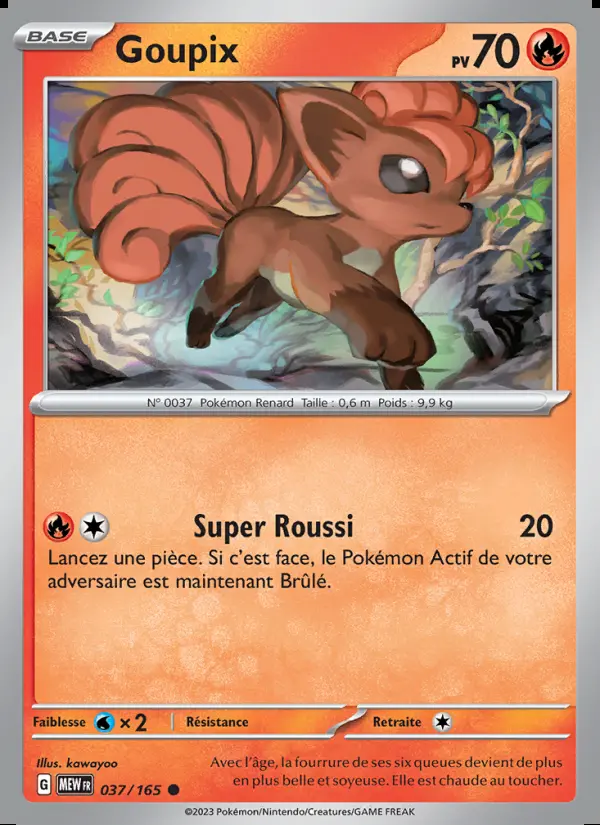 BASE
Goupix
PV 70
N° 0037 Pokémon Renard Taille : 0,6 m Poids : 9,9 kg
Super Roussi 20
Lancez une pièce. Si c'est face, le Pokémon Actif de votre
adversaire est maintenant Brûlé.
Faiblesse ×2 Résistance Retraite
Illus. kawayoo
Avec l'âge, la fourrure de ses six queues devient de plus
en plus belle et soyeuse. Elle est chaude au toucher.
G MEW FR 037/165
©2023 Pokémon/Nintendo/Creatures/GAME FREAK